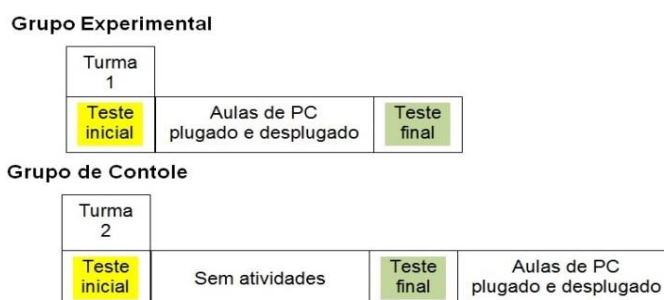 Grupo Experimental
Turma
1
Teste
inicial
Aulas de PC
plugado e desplugado
Teste
final
Grupo de Contole
Turma
2
Teste
inicial
Sem atividades
Teste
final
Aulas de PC
plugado e desplugado